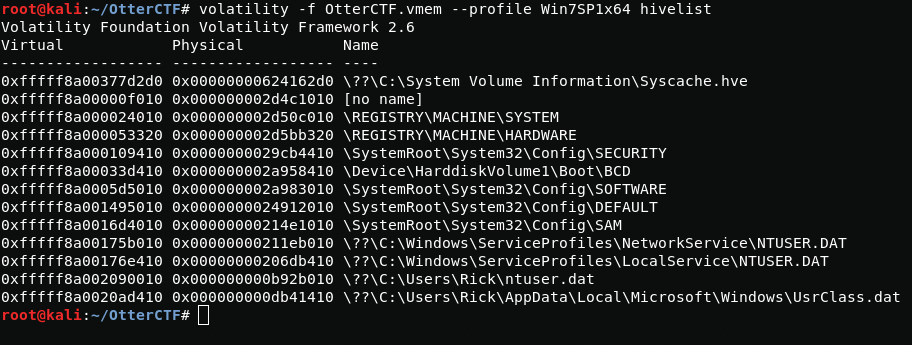 root@kali:~/OtterCTF# volatility -f OtterCTF.vmem --profile Win7SP1x64 hivelist
Volatility Foundation Volatility Framework 2.6
Virtual            Physical           Name
------------------ ------------------ ----
0xfffff8a00377d2d0 0x00000000624162d0 \??\C:\System Volume Information\Syscache.hve
0xfffff8a00000f010 0x000000002d4c1010 [no name]
0xfffff8a000024010 0x000000002d50c010 \REGISTRY\MACHINE\SYSTEM
0xfffff8a000053320 0x000000002d5bb320 \REGISTRY\MACHINE\HARDWARE
0xfffff8a000109410 0x0000000029cb4410 \SystemRoot\System32\Config\SECURITY
0xfffff8a00033d410 0x000000002a958410 \Device\HarddiskVolume1\Boot\BCD
0xfffff8a0005d5010 0x000000002a983010 \SystemRoot\System32\Config\SOFTWARE
0xfffff8a001495010 0x0000000024912010 \SystemRoot\System32\Config\DEFAULT
0xfffff8a0016d4010 0x00000000214e1010 \SystemRoot\System32\Config\SAM
0xfffff8a00175b010 0x00000000211eb010 \??\C:\Windows\ServiceProfiles\NetworkService\NTUSER.DAT
0xfffff8a00176e410 0x00000000206db410 \??\C:\Windows\ServiceProfiles\LocalService\NTUSER.DAT
0xfffff8a002090010 0x000000000b92b010 \??\C:\Users\Rick\ntuser.dat
0xfffff8a0020ad410 0x000000000db41410 \??\C:\Users\Rick\AppData\Local\Microsoft\Windows\UsrClass.dat
root@kali:~/OtterCTF#